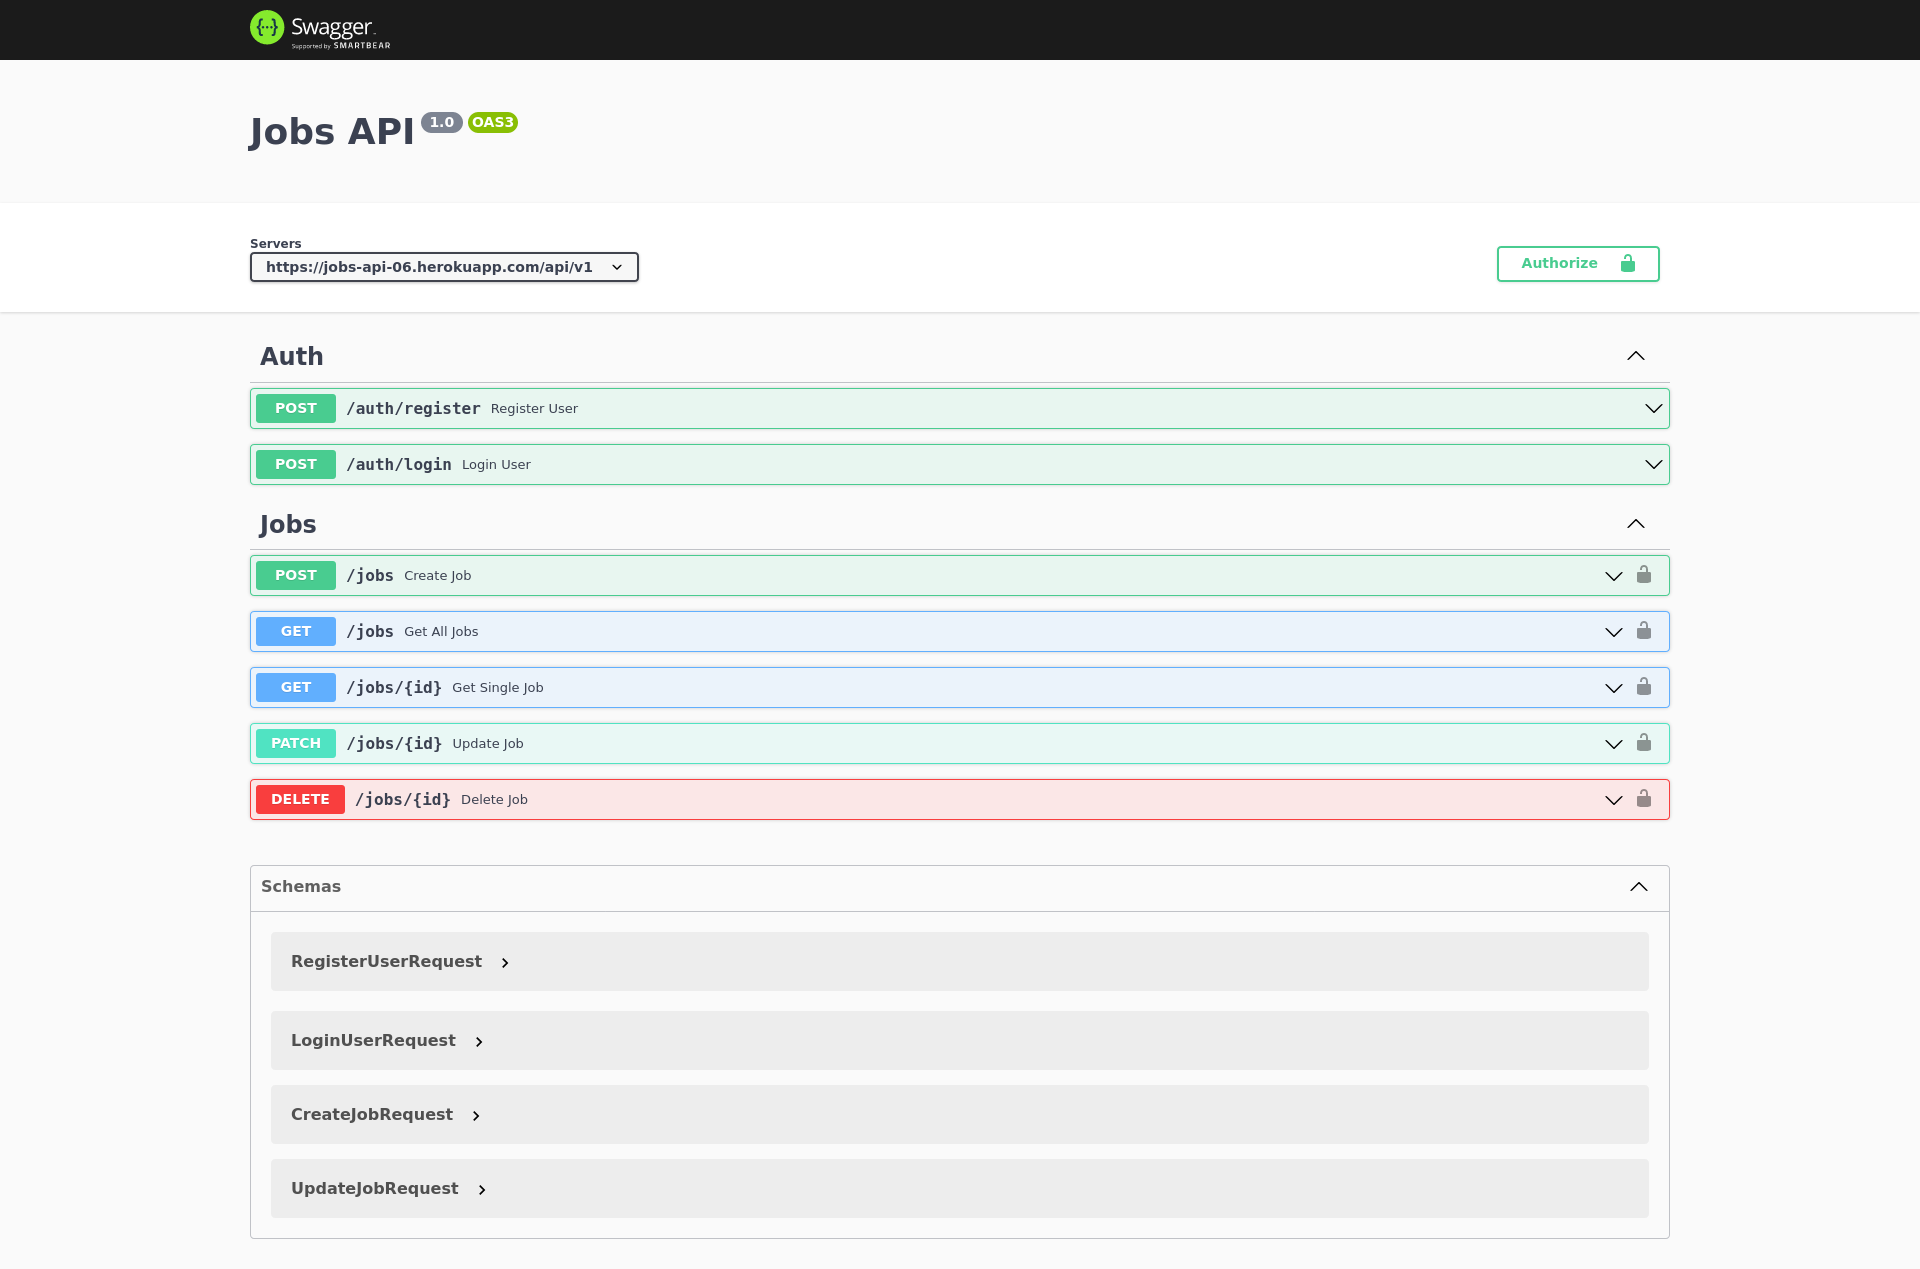 Swagger
Supported by SMARTBEAR
Jobs API 1.0 OAS3
Servers
https://jobs-api-06.herokuapp.com/api/v1
Authorize
Auth
POST /auth/register Register User
POST /auth/login Login User
Jobs
POST /jobs Create Job
GET /jobs Get All Jobs
GET /jobs/{id} Get Single Job
PATCH /jobs/{id} Update Job
DELETE /jobs/{id} Delete Job
Schemas
RegisterUserRequest
LoginUserRequest
CreateJobRequest
UpdateJobRequest